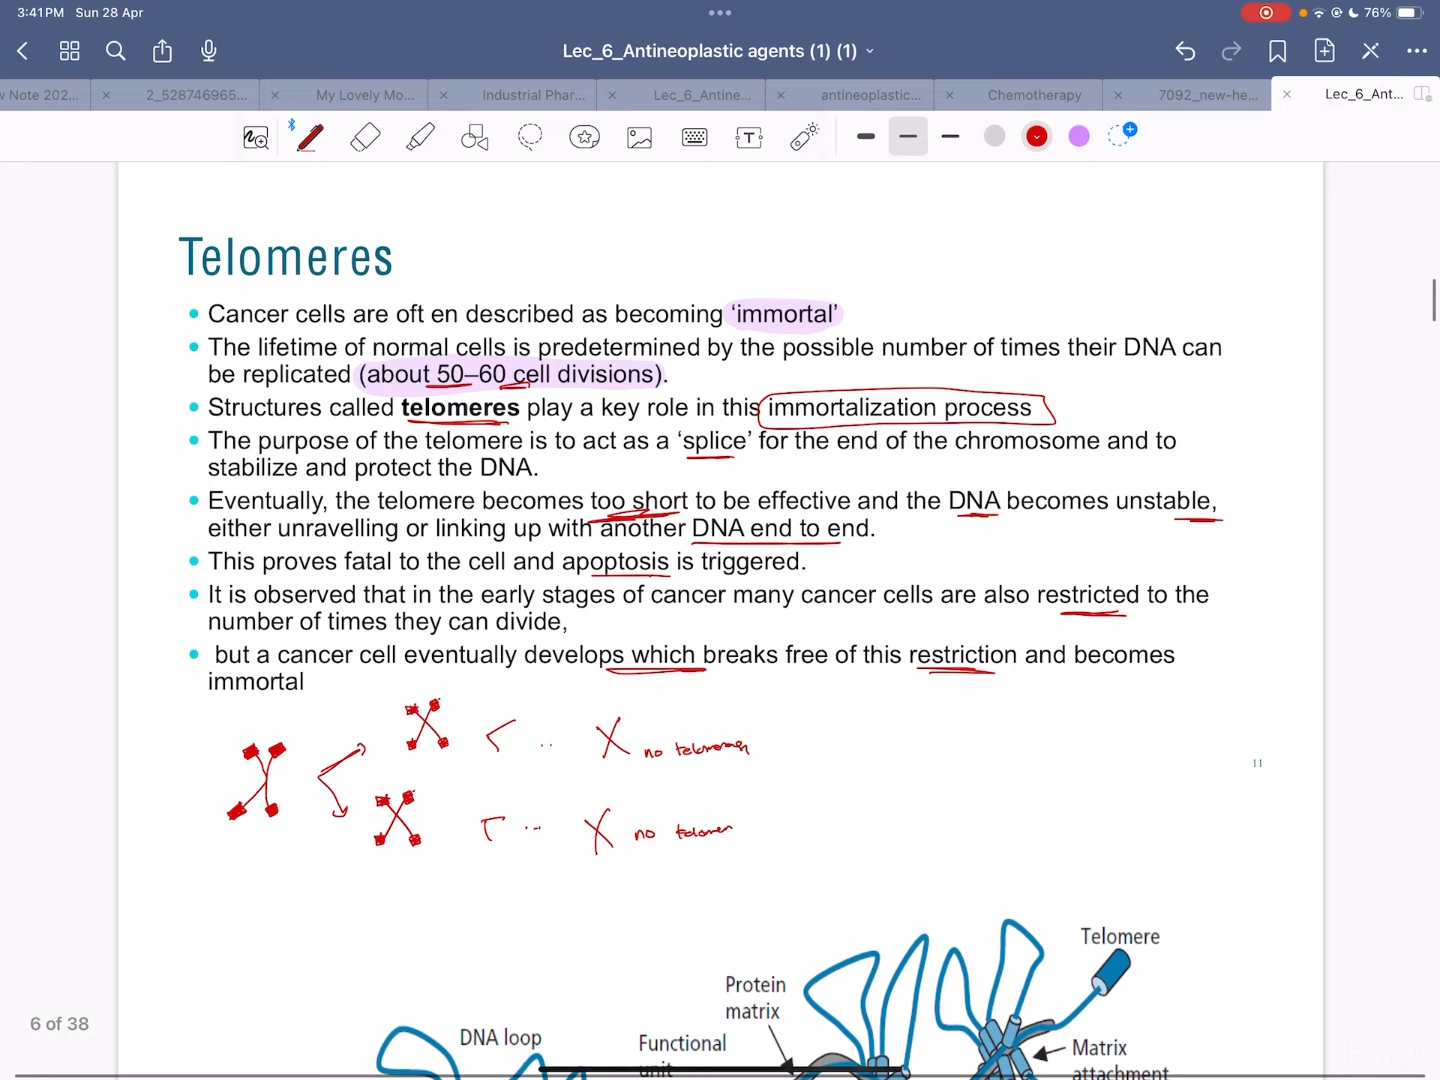 3:41 PM Sun 28 Apr
76%
Lec_6_Antineoplastic agents (1) (1)
w Note 202...
2_528746965...
My Lovely Mo...
Industrial Phar...
Lec_6_Antine...
antineoplastic...
Chemotherapy
7092_new-he...
Lec_6_Ant...
Telomeres
• Cancer cells are oft en described as becoming ‘immortal’
• The lifetime of normal cells is predetermined by the possible number of times their DNA can
be replicated (about 50–60 cell divisions).
• Structures called telomeres play a key role in this immortalization process
• The purpose of the telomere is to act as a ‘splice’ for the end of the chromosome and to
stabilize and protect the DNA.
• Eventually, the telomere becomes too short to be effective and the DNA becomes unstable,
either unravelling or linking up with another DNA end to end.
• This proves fatal to the cell and apoptosis is triggered.
• It is observed that in the early stages of cancer many cancer cells are also restricted to the
number of times they can divide,
• but a cancer cell eventually develops which breaks free of this restriction and becomes
immortal
no
11
no telomer
Telomere
Protein
matrix
DNA loop
Functional
unit
Matrix
attachment
6 of 38